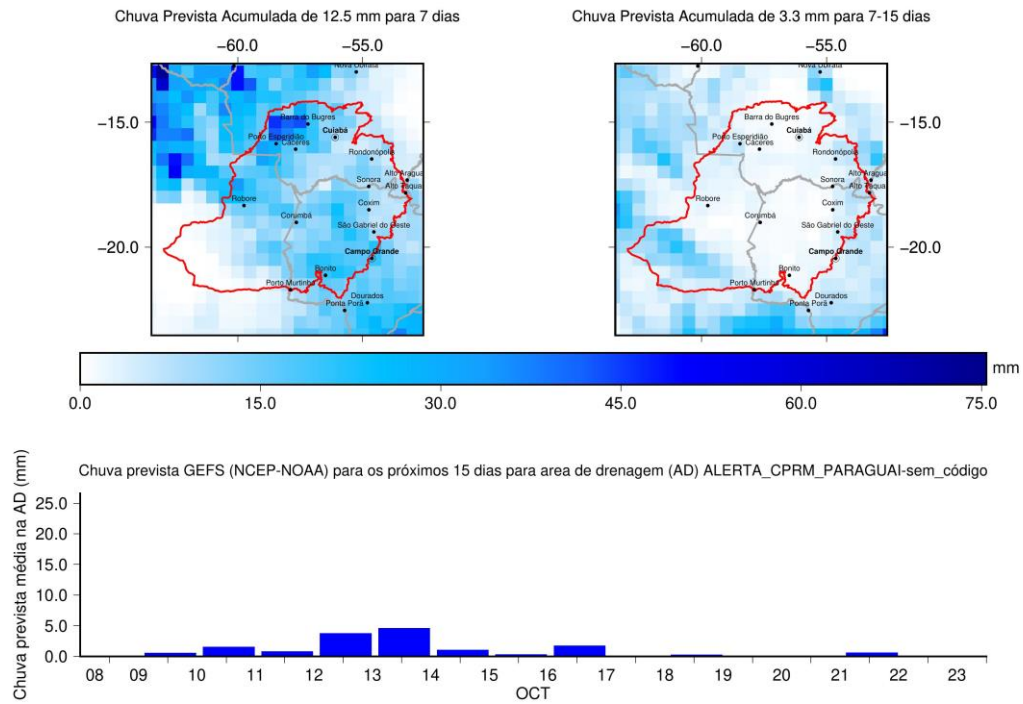 Chuva Prevista Acumulada de 12.5 mm para 7 dias
−60.0 −55.0
−15.0
−20.0
Nova Ubiratã
Barra do Bugres
Cuiabá
Porto Esperidião
Cáceres
Rondonópolis
Alto Aragua
Sonora
Alto Taqua
Robore
Coxim
Corumbá
São Gabriel do Oeste
Campo Grande
Bonito
Porto Murtinho
Dourados
Ponta Porã
Chuva Prevista Acumulada de 3.3 mm para 7-15 dias
−60.0 −55.0
−15.0
−20.0
Nova Ubiratã
Barra do Bugres
Cuiabá
Porto Esperidião
Cáceres
Rondonópolis
Alto Aragua
Sonora
Alto Taqua
Robore
Coxim
Corumbá
São Gabriel do Oeste
Campo Grande
Bonito
Porto Murtinho
Dourados
Ponta Porã
mm
0.0 15.0 30.0 45.0 60.0 75.0
Chuva prevista GEFS (NCEP-NOAA) para os próximos 15 dias para area de drenagem (AD) ALERTA_CPRM_PARAGUAI-sem_código
Chuva prevista média na AD (mm)
25.0
20.0
15.0
10.0
5.0
0.0
08 09 10 11 12 13 14 15 16 17 18 19 20 21 22 23
OCT